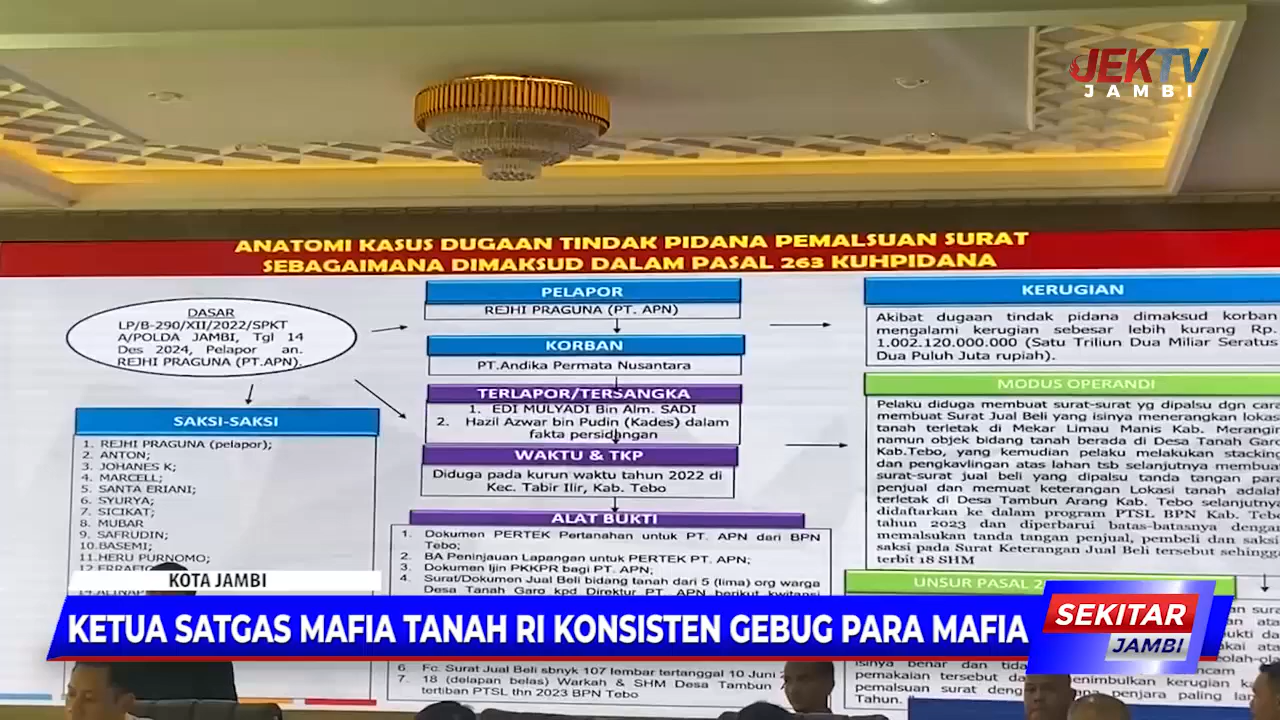 JEKTV
JAMBI
ANATOMI KASUS DUGAAN TINDAK PIDANA PEMALSUAN SURAT
SEBAGAIMANA DIMAKSUD DALAM PASAL 263 KUHPIDANA
DASAR
LP/B-290/XII/2022/SPKT
A/POLDA JAMBI, Tgl 14
Des 2024, Pelapor an.
REJHI PRAGUNA (PT.APN).
SAKSI-SAKSI
1. REJHI PRAGUNA (pelapor);
2. ANTON;
3. JOHANES K;
4. MARCELL;
5. SANTA ERIANI;
6. SYURYA;
7. SICIKAT;
8. MUBAR
9. SAFRUDIN;
10.BASEMI;
11.HERU PURNOMO;
PELAPOR
REJHI PRAGUNA (PT. APN)
KORBAN
PT.Andika Permata Nusantara
TERLAPOR/TERSANGKA
1. EDI MULYADI Bin Alm. SADI
2. Hazil Azwar bin Pudin (Kades) dalam
fakta persidangan
WAKTU & TKP
Diduga pada kurun waktu tahun 2022 di
Kec. Tabir Ilir, Kab. Tebo
ALAT BUKTI
1. Dokumen PERTEK Pertanahan untuk PT. APN dari BPN
Tebo;
2. BA Peninjauan Lapangan untuk PERTEK PT. APN;
3. Dokumen Ijin PKKPR bagi PT. APN;
4. Surat/Dokumen Jual Beli bidang tanah dari 5 (lima) org warga
Desa Tanah Garo kpd Direktur PT. APN berikut kwitansi
6. Fc. Surat Jual Beli sbnyk 107 lembar tertanggal 10 Juni
7. 18 (delapan belas) Warkah & SHM Desa Tambun
tertiban PTSL thn 2023 BPN Tebo
KERUGIAN
Akibat dugaan tindak pidana dimaksud korban
mengalami kerugian sebesar lebih kurang Rp.
1.002.120.000.000 (Satu Triliun Dua Miliar Seratus
Dua Puluh Juta rupiah).
MODUS OPERANDI
Pelaku diduga membuat surat-surat yg dipalsu dgn cara
membuat Surat Jual Beli yang isinya menerangkan lokasi
tanah terletak di Mekar Limau Manis Kab. Merangin
namun objek bidang tanah berada di Desa Tanah Garo
Kab.Tebo, yang kemudian pelaku melakukan stacking
dan pengkavlingan atas lahan tsb selanjutnya membuat
surat-surat jual beli yang dipalsu tanda tangan para
penjual dan memuat keterangan Lokasi tanah adalah
terletak di Desa Tambun Arang Kab. Tebo selanjutnya
didaftarkan ke dalam program PTSL BPN Kab. Tebo
tahun 2023 dan diperbarui batas-batasnya dengan
memalsukan tanda tangan penjual, pembeli dan saksi-
saksi pada Surat Keterangan Jual Beli tersebut sehingga
terbit 18 SHM
UNSUR PASAL
isinya benar dan
pemakaian tersebut menimbulkan kerugian
pemalsuan surat penjara paling
Tahun.
KOTA JAMBI
KETUA SATGAS MAFIA TANAH RI KONSISTEN GEBUG PARA MAFIA
SEKITAR
JAMBI